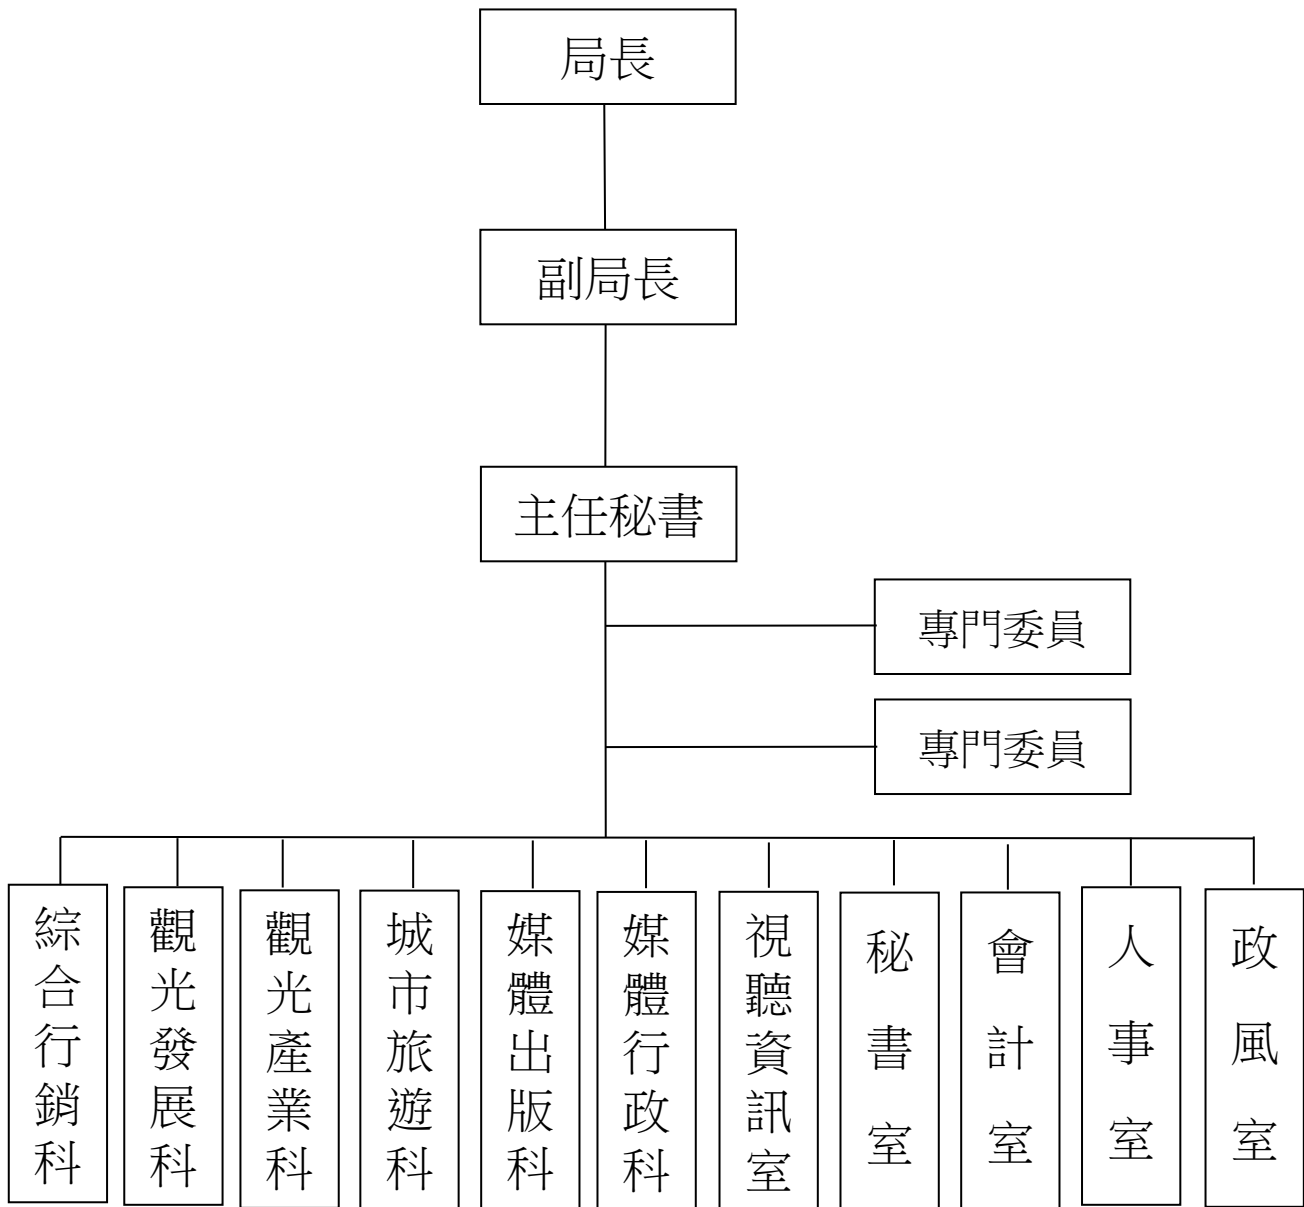 局長
副局長
主任秘書
專門委員
專門委員
綜合行銷科
觀光發展科
觀光產業科
城市旅遊科
媒體出版科
媒體行政科
視聽資訊室
秘書室
會計室
人事室
政風室